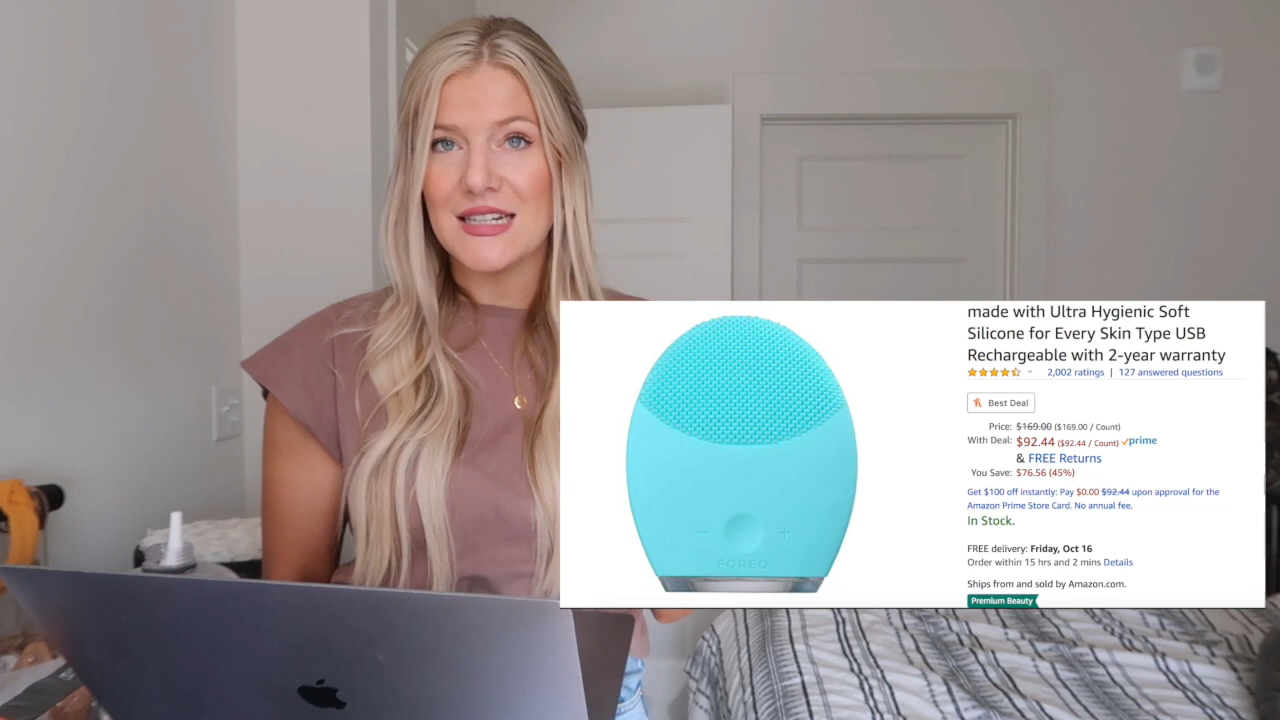 made with Ultra Hygienic Soft
Silicone for Every Skin Type USB
Rechargeable with 2-year warranty
2,002 ratings | 127 answered questions
Best Deal
Price: $169.00 ($169.00 / Count)
With Deal: $92.44 ($92.44 / Count) prime
& FREE Returns
You Save: $76.56 (45%)
Get $100 off instantly: Pay $0.00 $92.44 upon approval for the
Amazon Prime Store Card. No annual fee.
In Stock.
FREE delivery: Friday, Oct 16
Order within 15 hrs and 2 mins Details
Ships from and sold by Amazon.com.
Premium Beauty
FOREO